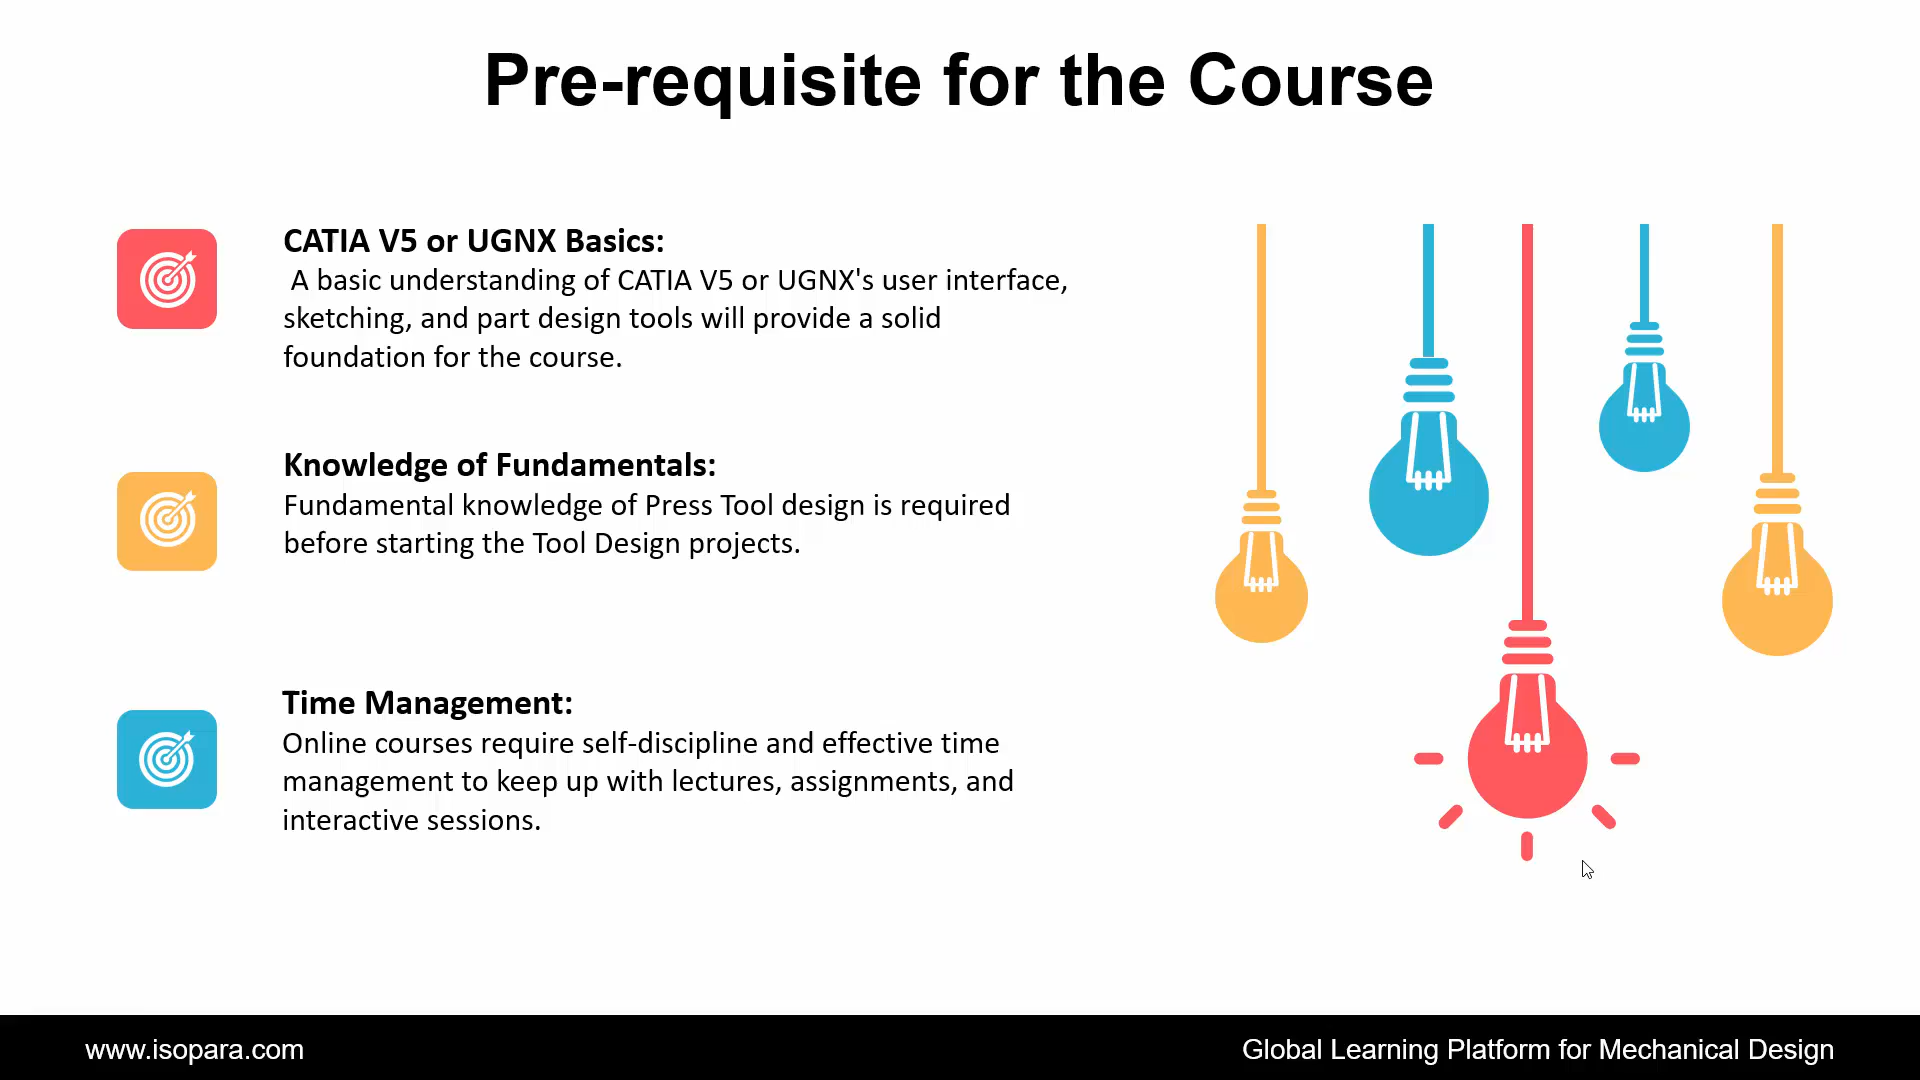 Pre-requisite for the Course
CATIA V5 or UGNX Basics:
A basic understanding of CATIA V5 or UGNX's user interface,
sketching, and part design tools will provide a solid
foundation for the course.
Knowledge of Fundamentals:
Fundamental knowledge of Press Tool design is required
before starting the Tool Design projects.
Time Management:
Online courses require self-discipline and effective time
management to keep up with lectures, assignments, and
interactive sessions.
www.isopara.com
Global Learning Platform for Mechanical Design